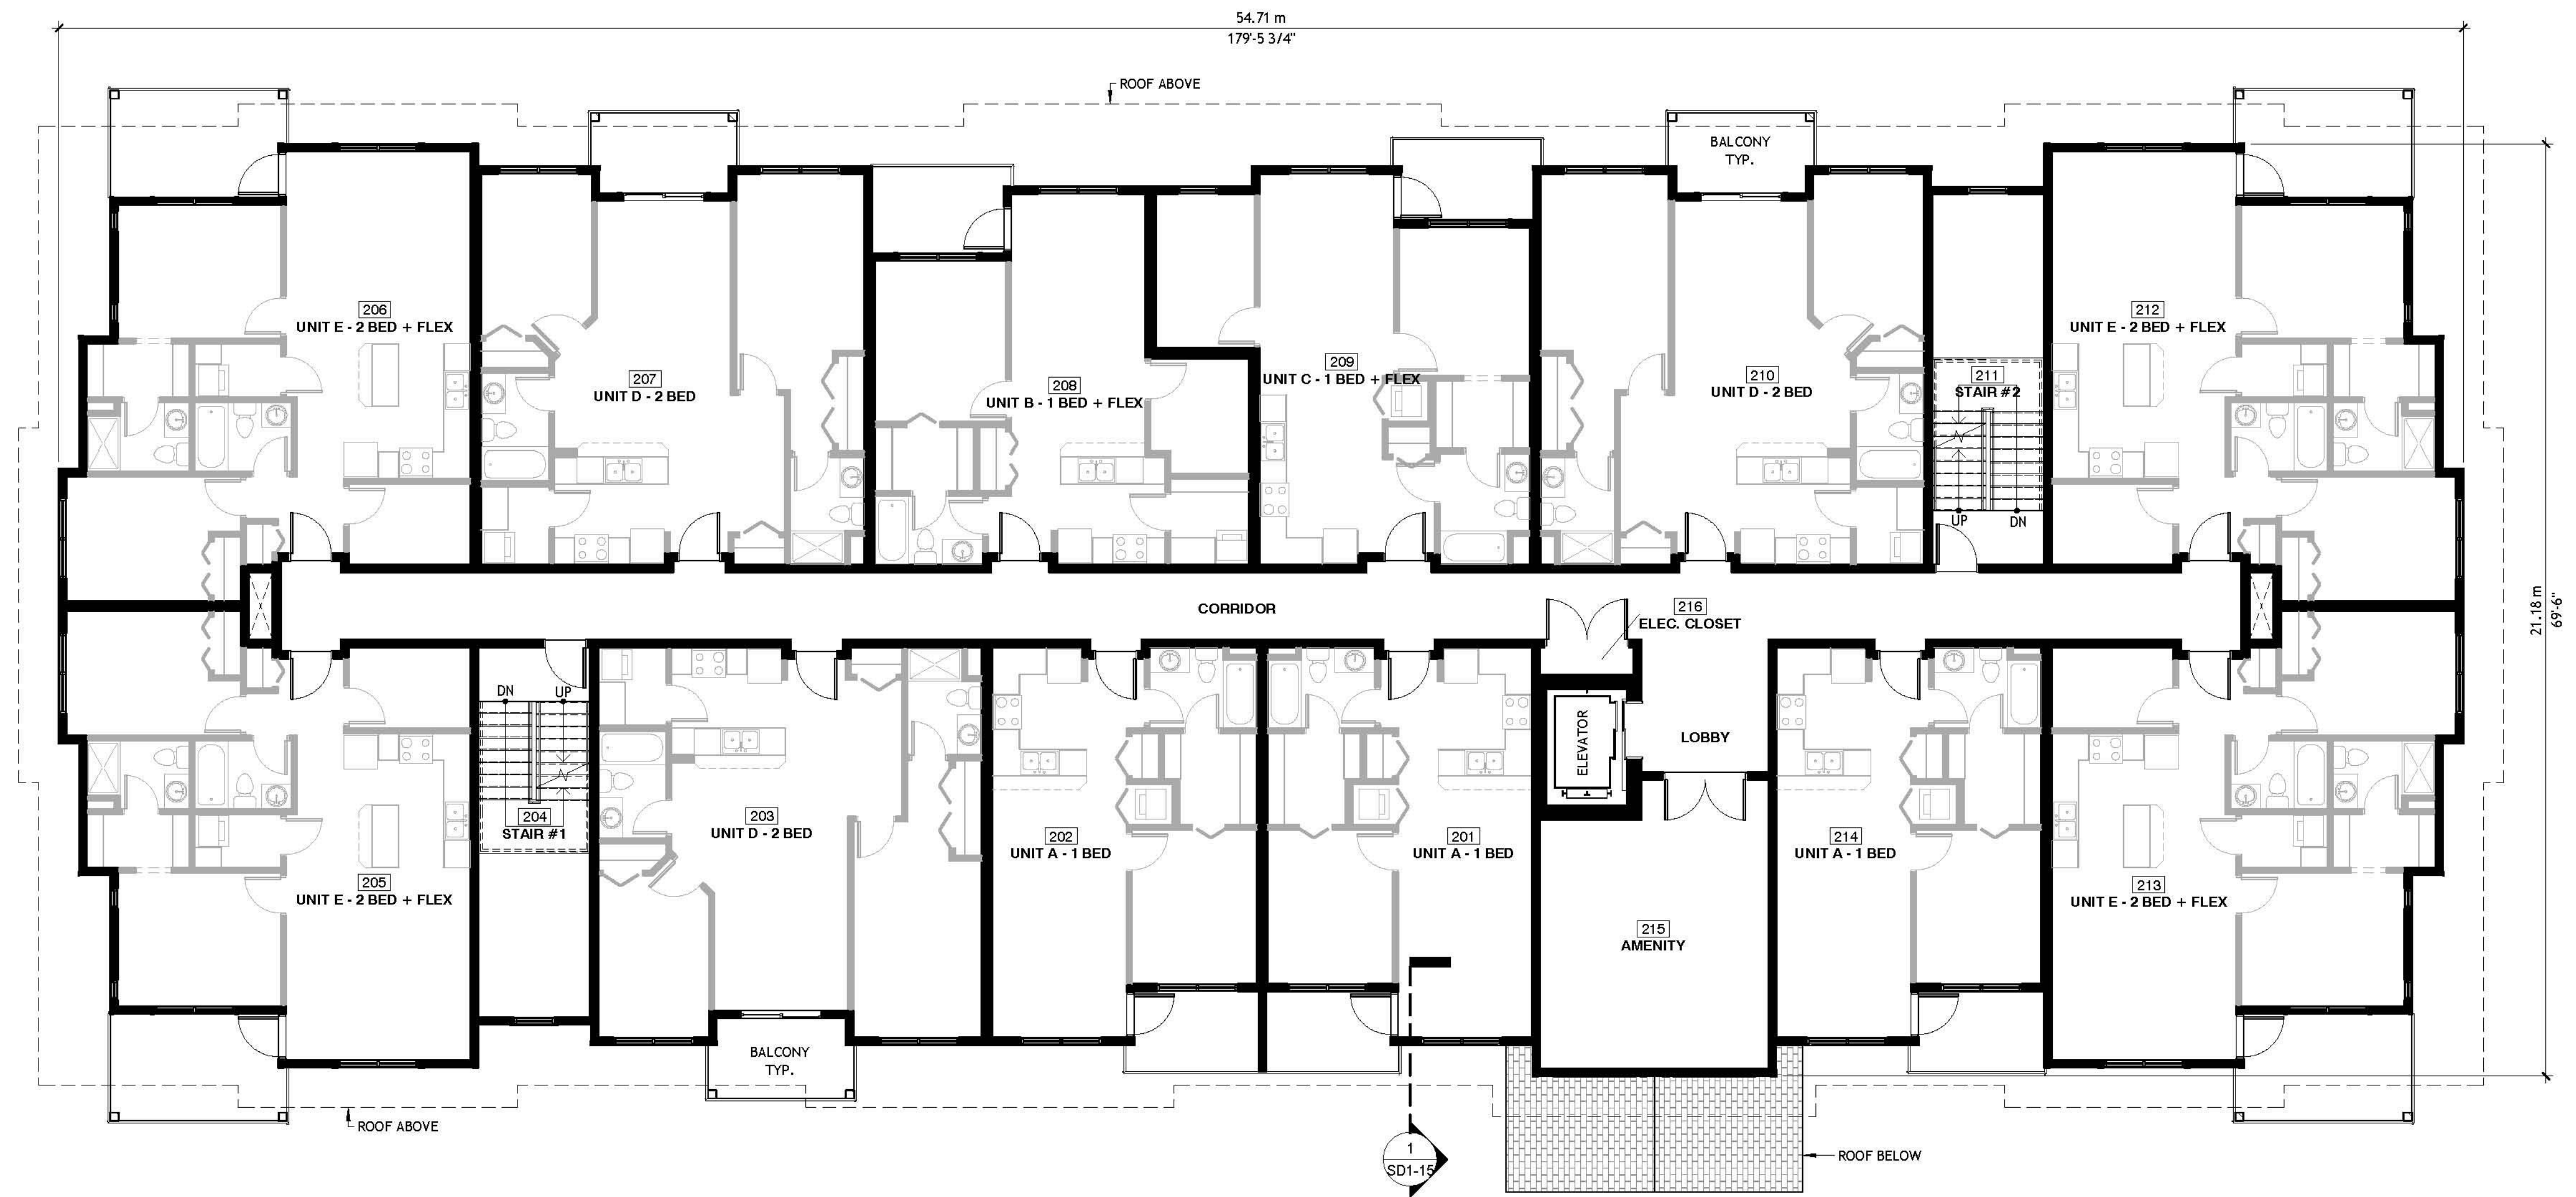 54.71 m
179'-5 3/4"
ROOF ABOVE
BALCONY
TYP.
206
UNIT E - 2 BED + FLEX
207
UNIT D - 2 BED
208
UNIT B - 1 BED + FLEX
209
UNIT C - 1 BED + FLEX
210
UNIT D - 2 BED
211
STAIR #2
UP
DN
212
UNIT E - 2 BED + FLEX
CORRIDOR
216
ELEC. CLOSET
21.18 m
69'-6"
DN
UP
204
STAIR #1
205
UNIT E - 2 BED + FLEX
203
UNIT D - 2 BED
202
UNIT A - 1 BED
201
UNIT A - 1 BED
ELEVATOR
LOBBY
215
AMENITY
214
UNIT A - 1 BED
213
UNIT E - 2 BED + FLEX
BALCONY
TYP.
ROOF ABOVE
1
SD1-15
ROOF BELOW